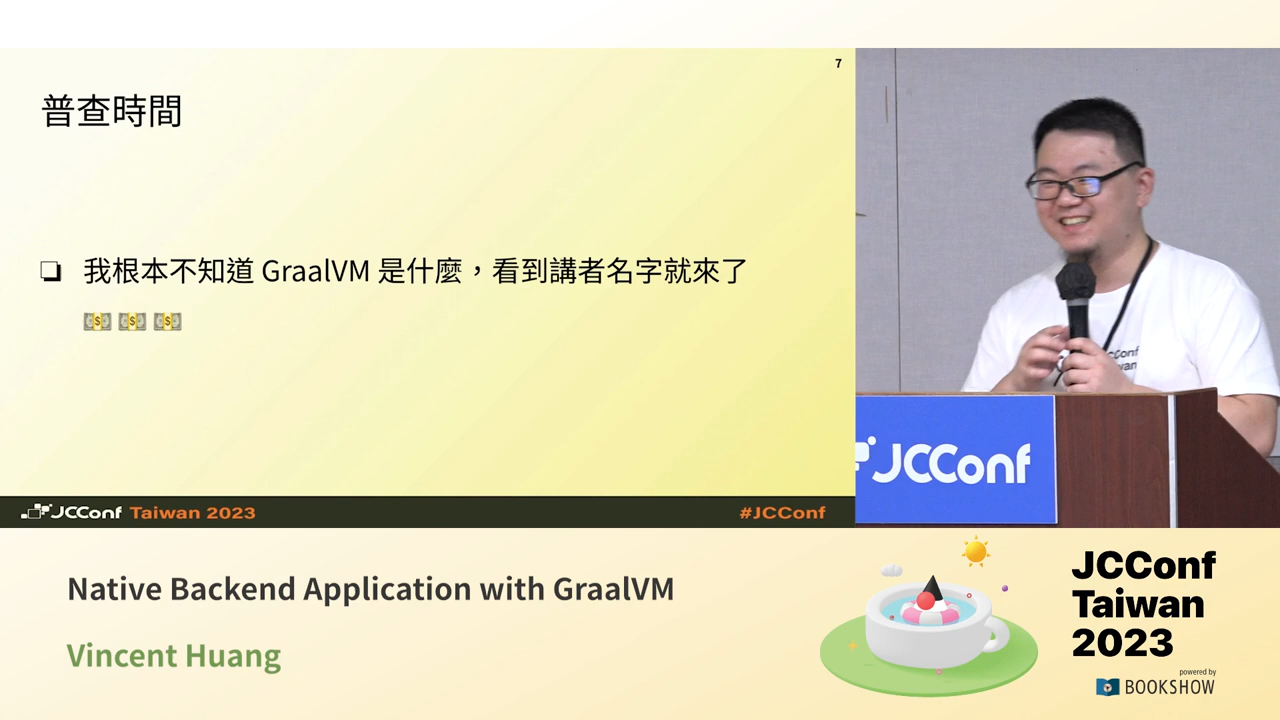 7
普查時間
❏ 我根本不知道 GraalVM 是什麼，看到講者名字就來了
💵 💵 💵
JCConf Taiwan 2023
#JCConf
JCConf
JCConf
Native Backend Application with GraalVM
Vincent Huang
JCConf
Taiwan
2023
powered by
BOOKSHOW